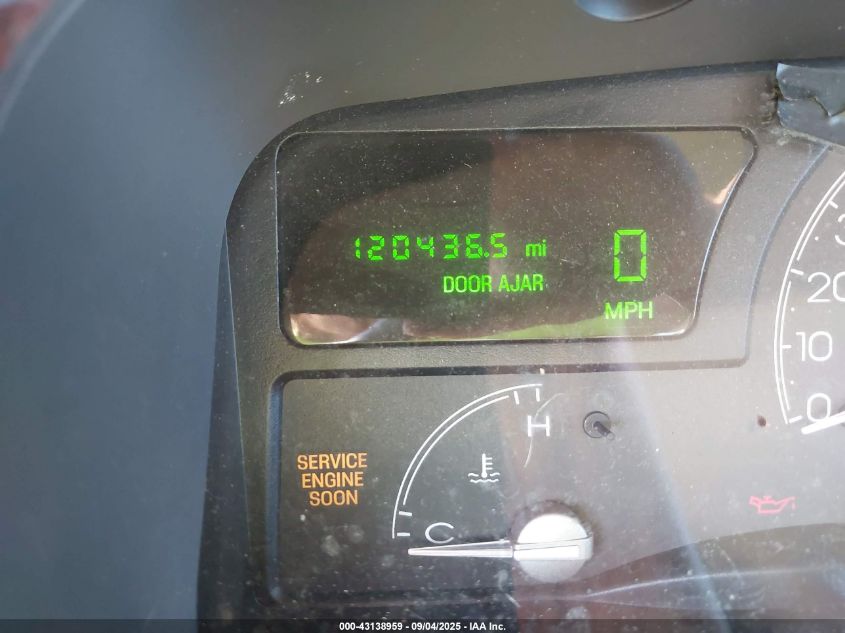 120436.5 mi
0
DOOR AJAR
MPH
20
10
0
H
SERVICE
ENGINE
SOON
C
000-43138959 - 09/04/2025 - IAA Inc.